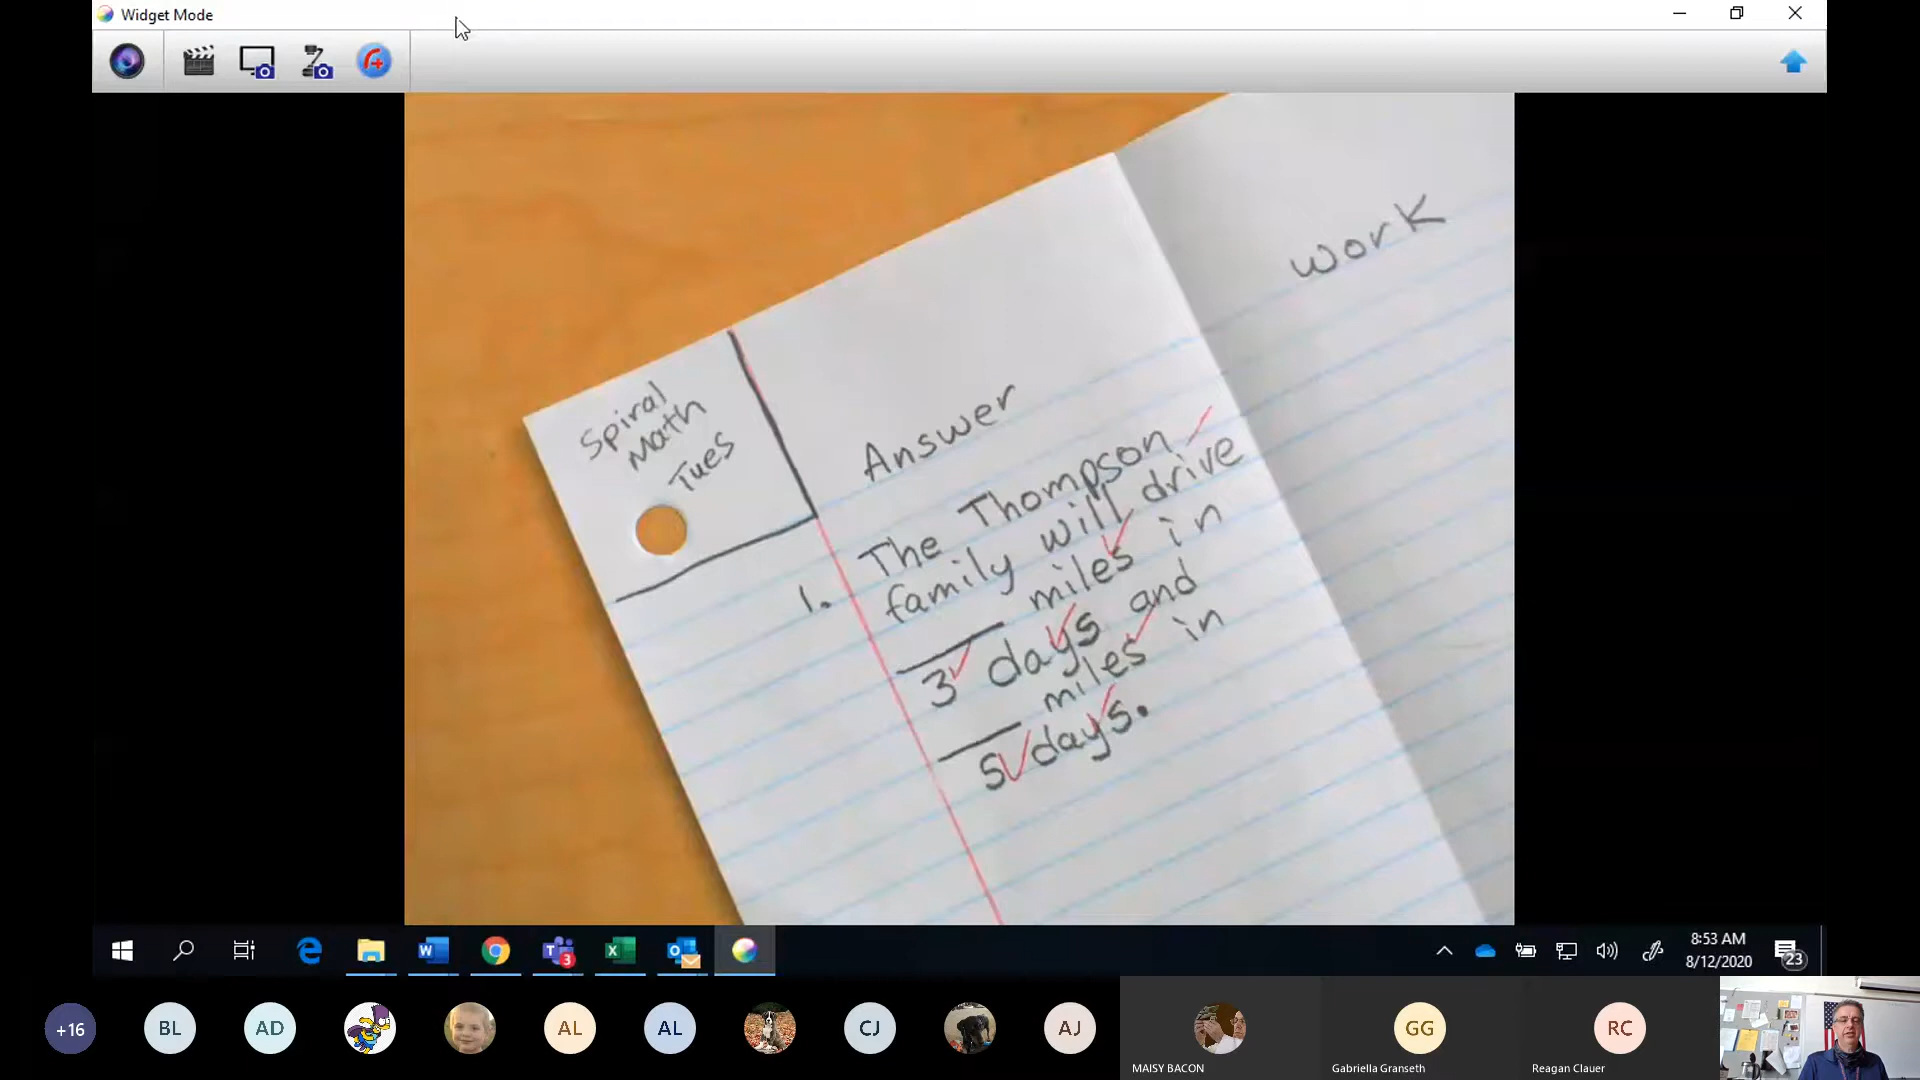 Widget Mode
Spiral
Math
Tues
Answer
work
1. The Thompson
family will drive
miles in
3 days and
miles in
5 days.
3
8:53 AM
8/12/2020
23
+16
BL
AD
AL
AL
CJ
AJ
MAISY BACON
GG
Gabriella Granseth
RC
Reagan Clauer